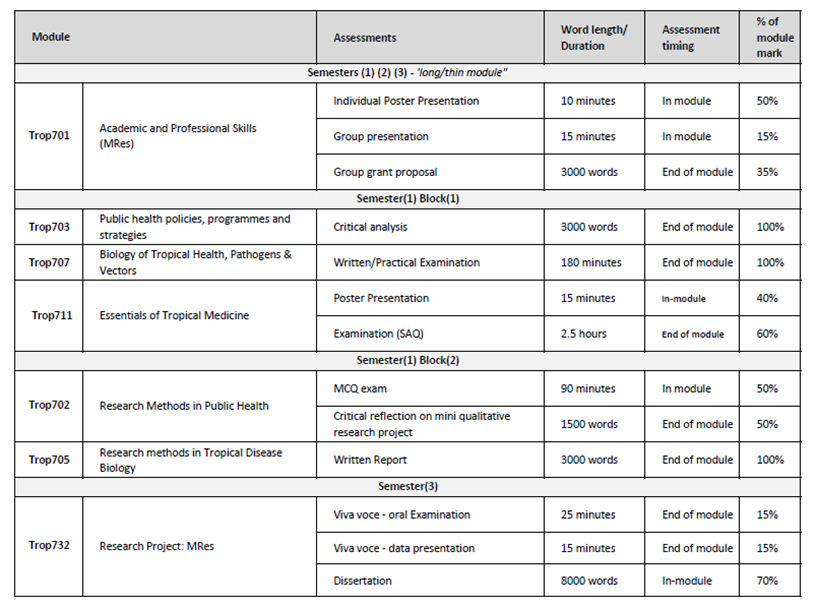 Module Assessments Word length/ Duration Assessment timing % of module mark
Semesters (1) (2) (3) - 'long/thin module"
Trop701 Academic and Professional Skills (MRes) Individual Poster Presentation 10 minutes In module 50%
Group presentation 15 minutes In module 15%
Group grant proposal 3000 words End of module 35%
Semester(1) Block(1)
Trop703 Public health policies, programmes and strategies Critical analysis 3000 words End of module 100%
Trop707 Biology of Tropical Health, Pathogens & Vectors Written/Practical Examination 180 minutes End of module 100%
Trop711 Essentials of Tropical Medicine Poster Presentation 15 minutes In-module 40%
Examination (SAQ) 2.5 hours End of module 60%
Semester(1) Block(2)
Trop702 Research Methods in Public Health MCQ exam 90 minutes In module 50%
Critical reflection on mini qualitative research project 1500 words End of module 50%
Trop705 Research methods in Tropical Disease Biology Written Report 3000 words End of module 100%
Semester(3)
Trop732 Research Project: MRes Viva voce - oral Examination 25 minutes End of module 15%
Viva voce - data presentation 15 minutes End of module 15%
Dissertation 8000 words In-module 70%